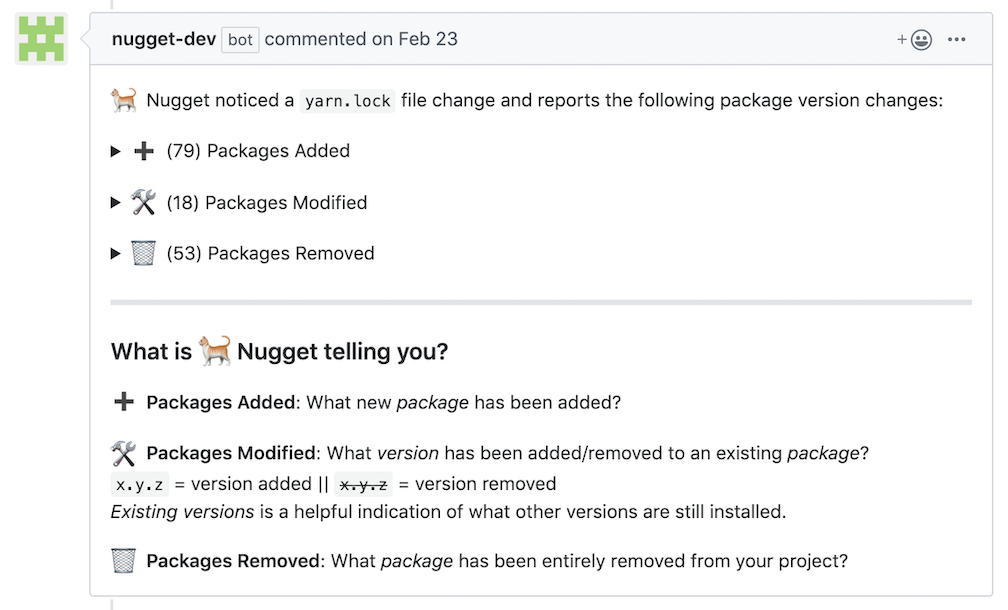 nugget-dev bot commented on Feb 23
Nugget noticed a yarn.lock file change and reports the following package version changes:
(79) Packages Added
(18) Packages Modified
(53) Packages Removed
What is Nugget telling you?
Packages Added: What new package has been added?
Packages Modified: What version has been added/removed to an existing package?
x.y.z = version added || x.y.z = version removed
Existing versions is a helpful indication of what other versions are still installed.
Packages Removed: What package has been entirely removed from your project?